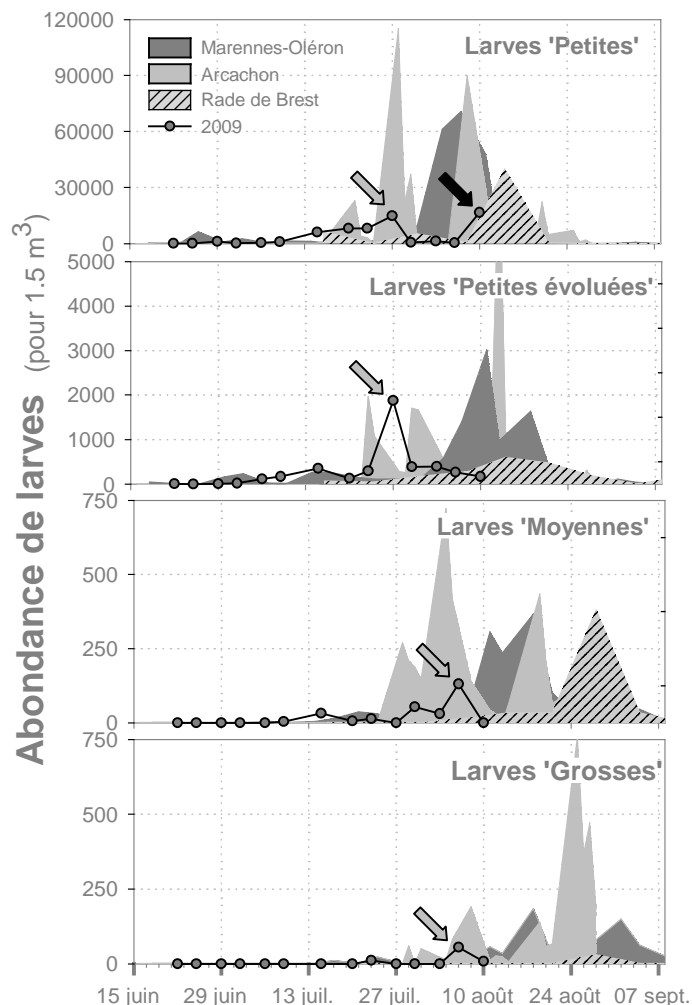 120000
90000
60000
30000
0
Larves 'Petites'
Marennes-Oléron
Arcachon
Rade de Brest
2009
5000
4000
3000
2000
1000
0
Larves 'Petites évoluées'
750
500
250
0
Larves 'Moyennes'
750
500
250
0
Larves 'Grosses'
Abondance de larves (pour 1.5 m³)
15 juin 29 juin 13 juil. 27 juil. 10 août 24 août 07 sept.